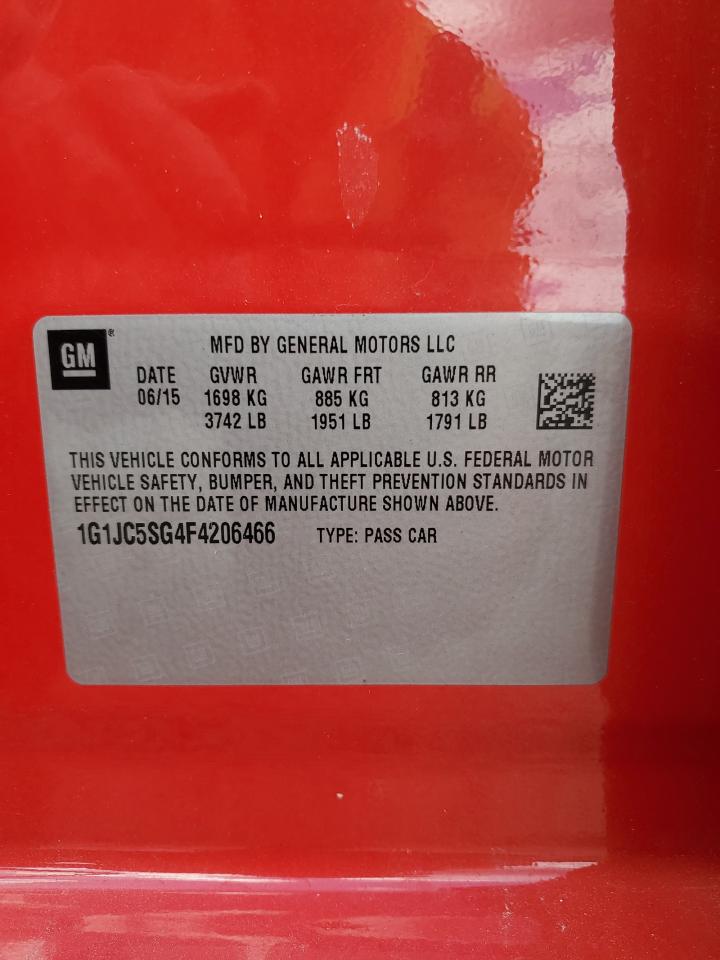 GM®
MFD BY GENERAL MOTORS LLC
DATE GVWR GAWR FRT GAWR RR
06/15 1698 KG 885 KG 813 KG
3742 LB 1951 LB 1791 LB
THIS VEHICLE CONFORMS TO ALL APPLICABLE U.S. FEDERAL MOTOR
VEHICLE SAFETY, BUMPER, AND THEFT PREVENTION STANDARDS IN
EFFECT ON THE DATE OF MANUFACTURE SHOWN ABOVE.
1G1JC5SG4F4206466 TYPE: PASS CAR